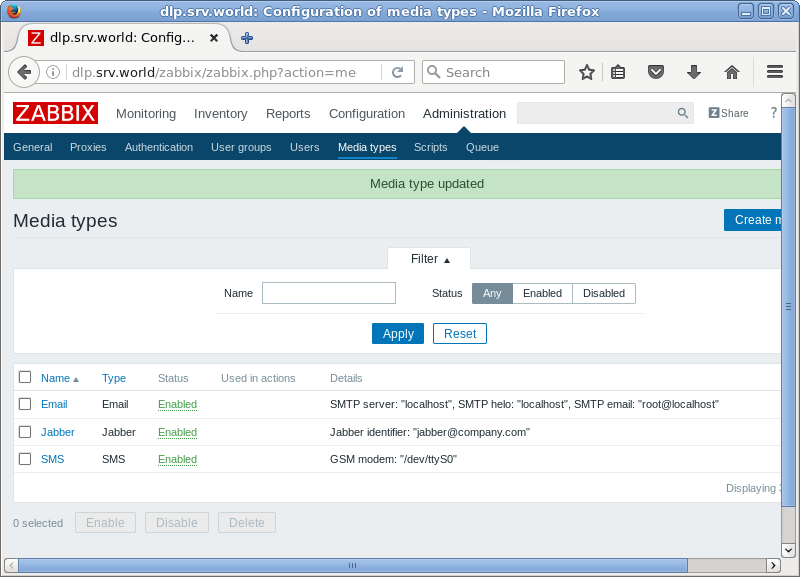 dlp.srv.world: Configuration of media types - Mozilla Firefox
dlp.srv.world: Config...
dlp.srv.world/zabbix/zabbix.php?action=me
Search
ZABBIX Monitoring Inventory Reports Configuration Administration Z Share ?
General Proxies Authentication User groups Users Media types Scripts Queue
Media type updated
Media types
Create m
Filter
Name Status Any Enabled Disabled
Apply Reset
Name Type Status Used in actions Details
Email Email Enabled SMTP server: "localhost", SMTP helo: "localhost", SMTP email: "root@localhost"
Jabber Jabber Enabled Jabber identifier: "jabber@company.com"
SMS SMS Enabled GSM modem: "/dev/ttyS0"
Displaying
0 selected Enable Disable Delete